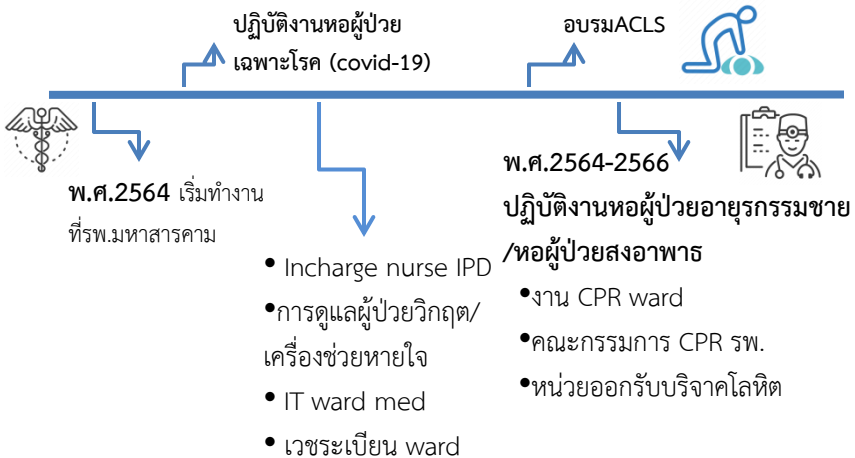 ปฏิบัติงานหอผู้ป่วย
เฉพาะโรค (covid-19)
อบรมACLS
พ.ศ.2564 เริ่มทำงาน
ที่รพ.มหาสารคาม
• Incharge nurse IPD
•การดูแลผู้ป่วยวิกฤต/
เครื่องช่วยหายใจ
• IT ward med
• เวชระเบียน ward
พ.ศ.2564-2566
ปฏิบัติงานหอผู้ป่วยอายุรกรรมชาย
/หอผู้ป่วยสงอาพาธ
•งาน CPR ward
•คณะกรรมการ CPR รพ.
•หน่วยออกรับบริจาคโลหิต